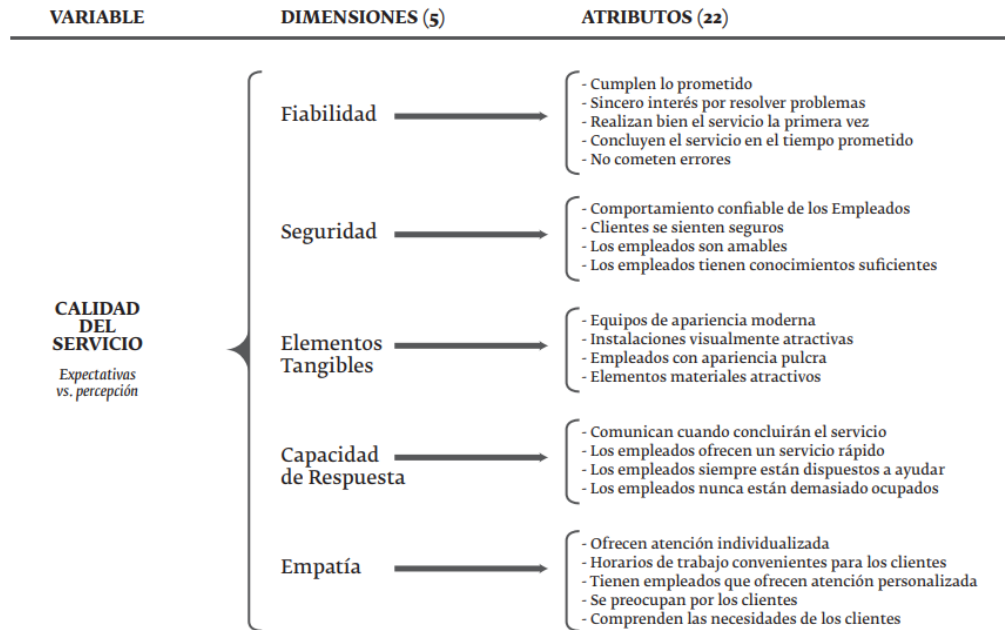 VARIABLE
DIMENSIONES (5)
ATRIBUTOS (22)
CALIDAD
DEL
SERVICIO
Expectativas
vs. percepción
Fiabilidad
- Cumplen lo prometido
- Sincero interés por resolver problemas
- Realizan bien el servicio la primera vez
- Concluyen el servicio en el tiempo prometido
- No cometen errores
Seguridad
- Comportamiento confiable de los Empleados
- Clientes se sienten seguros
- Los empleados son amables
- Los empleados tienen conocimientos suficientes
Elementos
Tangibles
- Equipos de apariencia moderna
- Instalaciones visualmente atractivas
- Empleados con apariencia pulcra
- Elementos materiales atractivos
Capacidad
de Respuesta
- Comunican cuando concluirán el servicio
- Los empleados ofrecen un servicio rápido
- Los empleados siempre están dispuestos a ayudar
- Los empleados nunca están demasiado ocupados
Empatía
- Ofrecen atención individualizada
- Horarios de trabajo convenientes para los clientes
- Tienen empleados que ofrecen atención personalizada
- Se preocupan por los clientes
- Comprenden las necesidades de los clientes